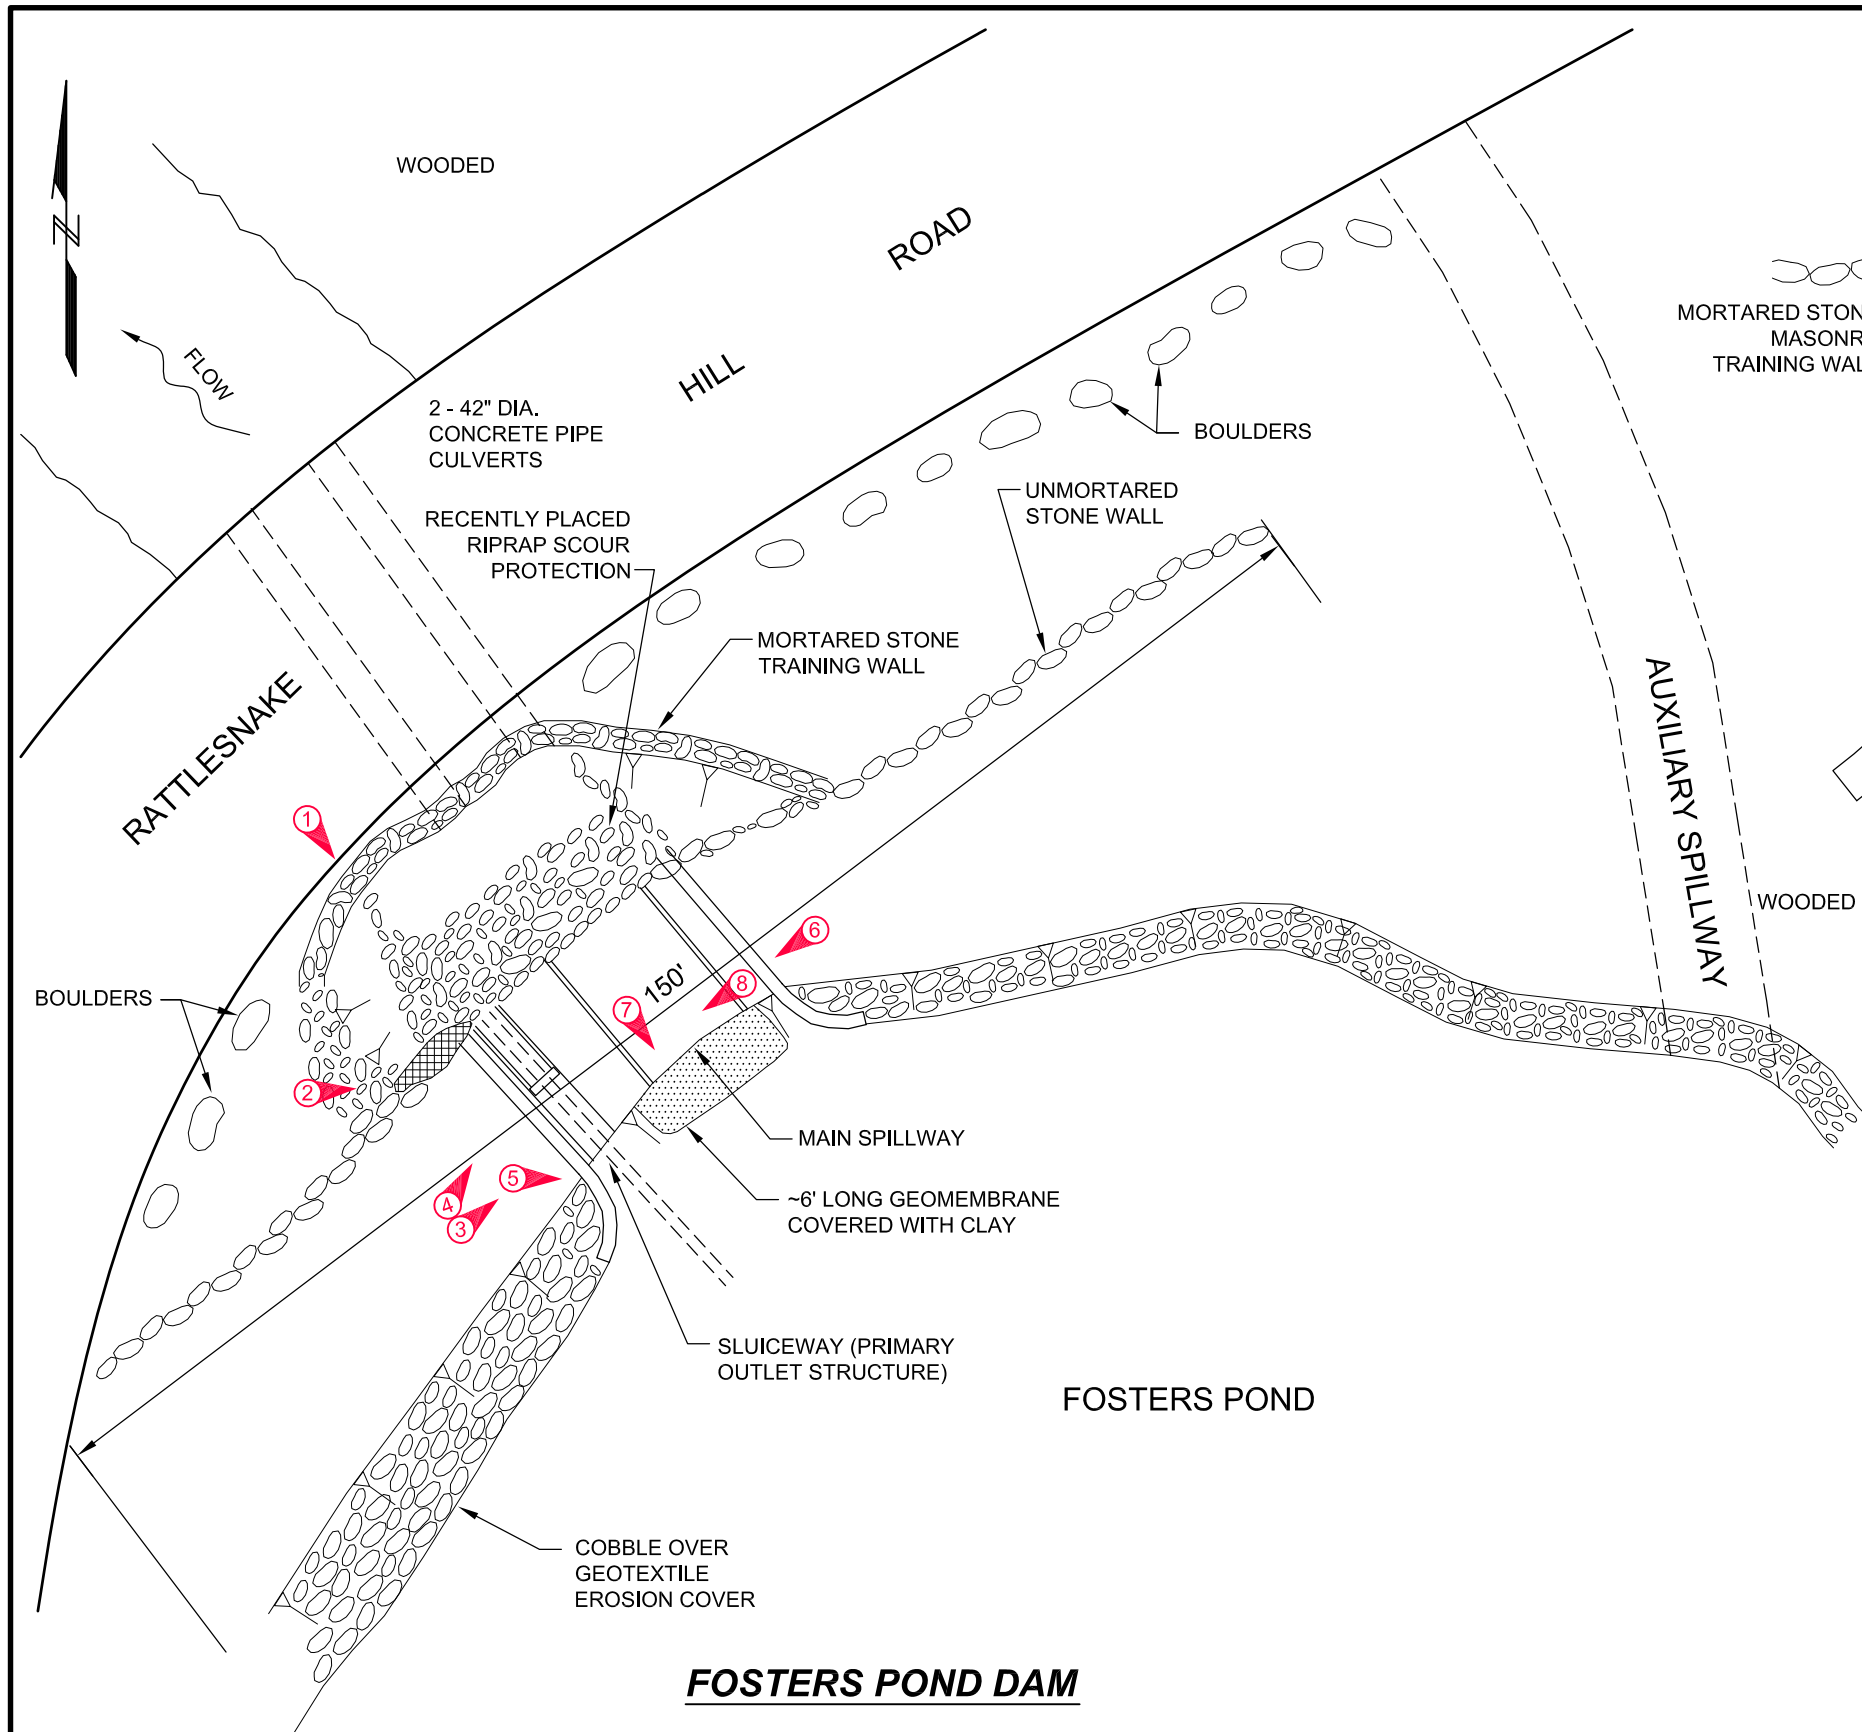 WOODED
N
ROAD
FLOW
HILL
2 - 42" DIA.
CONCRETE PIPE
CULVERTS
MORTARED STON
MASONR
TRAINING WAL
BOULDERS
UNMORTARED
STONE WALL
RECENTLY PLACED
RIPRAP SCOUR
PROTECTION
MORTARED STONE
TRAINING WALL
RATTLESNAKE
AUXILIARY SPILLWAY
1
WOODED
6
150'
8
7
BOULDERS
2
MAIN SPILLWAY
5
4
3
~6' LONG GEOMEMBRANE
COVERED WITH CLAY
SLUICEWAY (PRIMARY
OUTLET STRUCTURE)
FOSTERS POND
COBBLE OVER
GEOTEXTILE
EROSION COVER
FOSTERS POND DAM